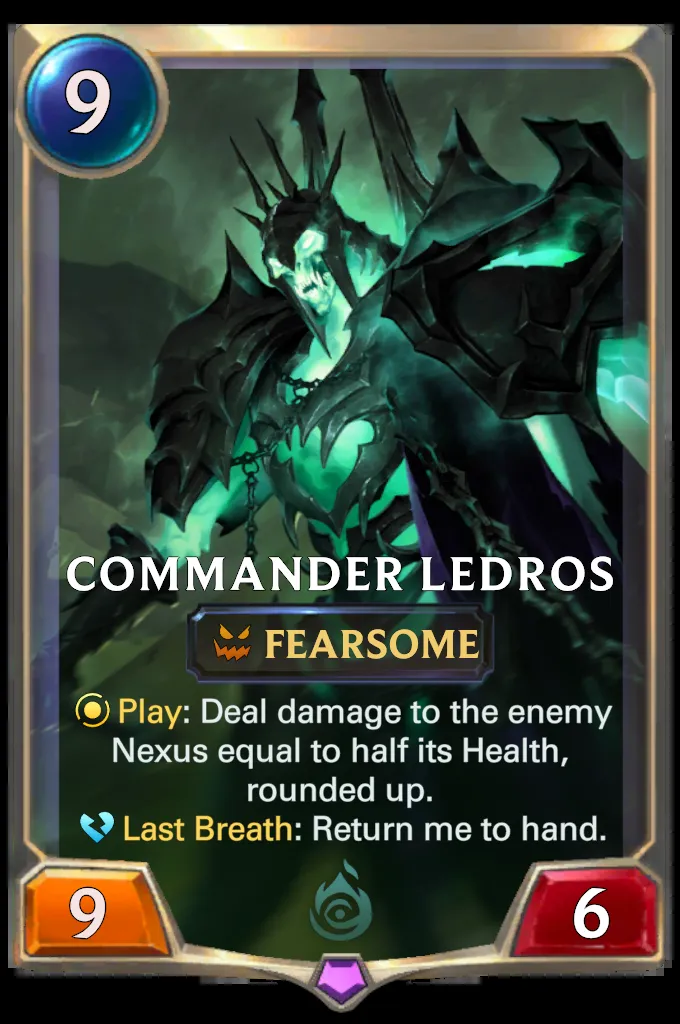 9
COMMANDER LEDROS
FEARSOME
Play: Deal damage to the enemy
Nexus equal to half its Health,
rounded up.
Last Breath: Return me to hand.
9
6